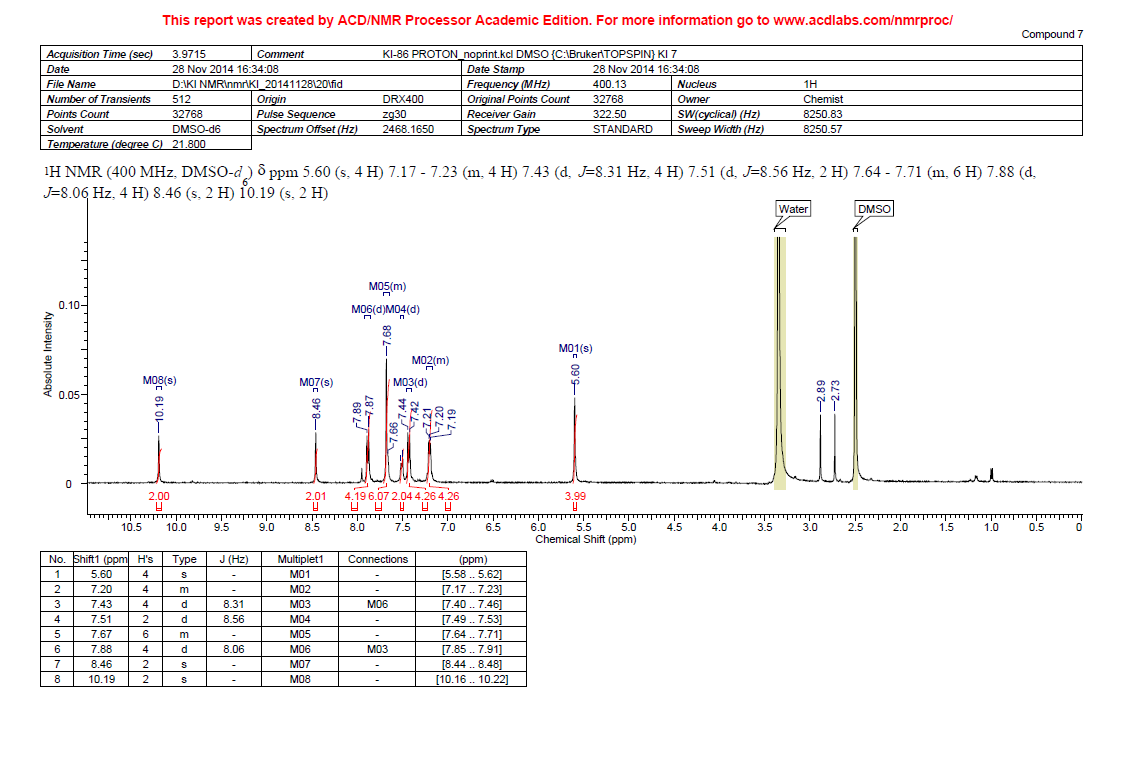 This report was created by ACD/NMR Processor Academic Edition. For more information go to www.acdlabs.com/nmrproc/
Compound 7
Acquisition Time (sec) 3.9715 Comment KI-86 PROTON_noprint.kcl DMSO {C:\Bruker\TOPSPIN} KI 7
Date 28 Nov 2014 16:34:08 Date Stamp 28 Nov 2014 16:34:08
File Name D:\KI NMR\nmr\KI_20141128\20\fid Frequency (MHz) 400.13 Nucleus 1H
Number of Transients 512 Origin DRX400 Original Points Count 32768 Owner Chemist
Points Count 32768 Pulse Sequence zg30 Receiver Gain 322.50 SW(cyclical) (Hz) 8250.83
Solvent DMSO-d6 Spectrum Offset (Hz) 2468.1650 Spectrum Type STANDARD Sweep Width (Hz) 8250.57
Temperature (degree C) 21.800
1H NMR (400 MHz, DMSO-d6) δ ppm 5.60 (s, 4 H) 7.17 - 7.23 (m, 4 H) 7.43 (d, J=8.31 Hz, 4 H) 7.51 (d, J=8.56 Hz, 2 H) 7.64 - 7.71 (m, 6 H) 7.88 (d,
J=8.06 Hz, 4 H) 8.46 (s, 2 H) 10.19 (s, 2 H)
Water DMSO
M05(m)
M06(d) M04(d)
M01(s)
M02(m)
M08(s) M07(s) M03(d)
10.19 8.46 7.89 7.87 7.68 7.66 7.44 7.42 7.21 7.20 7.19 5.60 2.89 2.73
Absolute Intensity
0.10
0.05
0
2.00 2.01 4.19 6.07 2.04 4.26 4.26 3.99
10.5 10.0 9.5 9.0 8.5 8.0 7.5 7.0 6.5 6.0 5.5 5.0 4.5 4.0 3.5 3.0 2.5 2.0 1.5 1.0 0.5 0
Chemical Shift (ppm)
No. Shift1 (ppm H's Type J (Hz) Multiplet1 Connections (ppm)
1 5.60 4 s - M01 - [5.58 .. 5.62]
2 7.20 4 m - M02 - [7.17 .. 7.23]
3 7.43 4 d 8.31 M03 M06 [7.40 .. 7.46]
4 7.51 2 d 8.56 M04 - [7.49 .. 7.53]
5 7.67 6 m - M05 - [7.64 .. 7.71]
6 7.88 4 d 8.06 M06 M03 [7.85 .. 7.91]
7 8.46 2 s - M07 - [8.44 .. 8.48]
8 10.19 2 s - M08 - [10.16 .. 10.22]